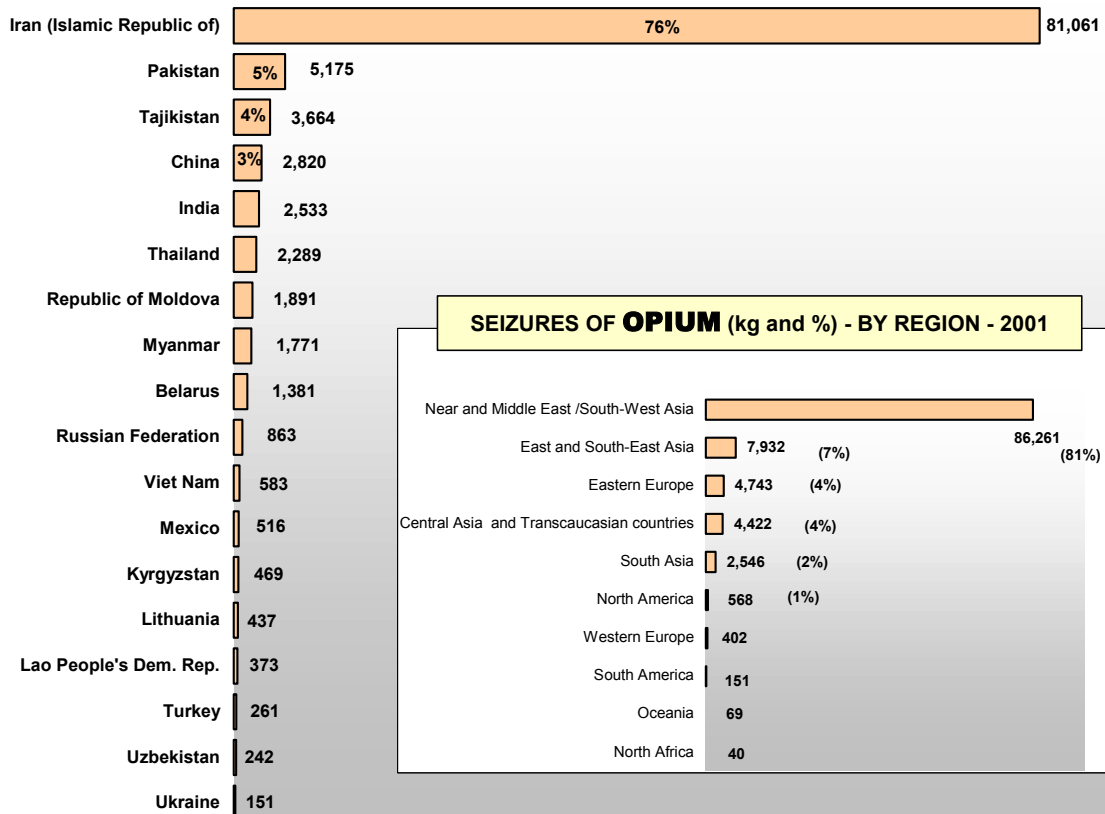 Iran (Islamic Republic of) 76% 81,061
Pakistan 5% 5,175
Tajikistan 4% 3,664
China 3% 2,820
India 2,533
Thailand 2,289
Republic of Moldova 1,891
Myanmar 1,771
Belarus 1,381
Russian Federation 863
Viet Nam 583
Mexico 516
Kyrgyzstan 469
Lithuania 437
Lao People's Dem. Rep. 373
Turkey 261
Uzbekistan 242
Ukraine 151
SEIZURES OF OPIUM (kg and %) - BY REGION - 2001
Near and Middle East /South-West Asia 86,261 (81%)
East and South-East Asia 7,932 (7%)
Eastern Europe 4,743 (4%)
Central Asia and Transcaucasian countries 4,422 (4%)
South Asia 2,546 (2%)
North America 568 (1%)
Western Europe 402
South America 151
Oceania 69
North Africa 40